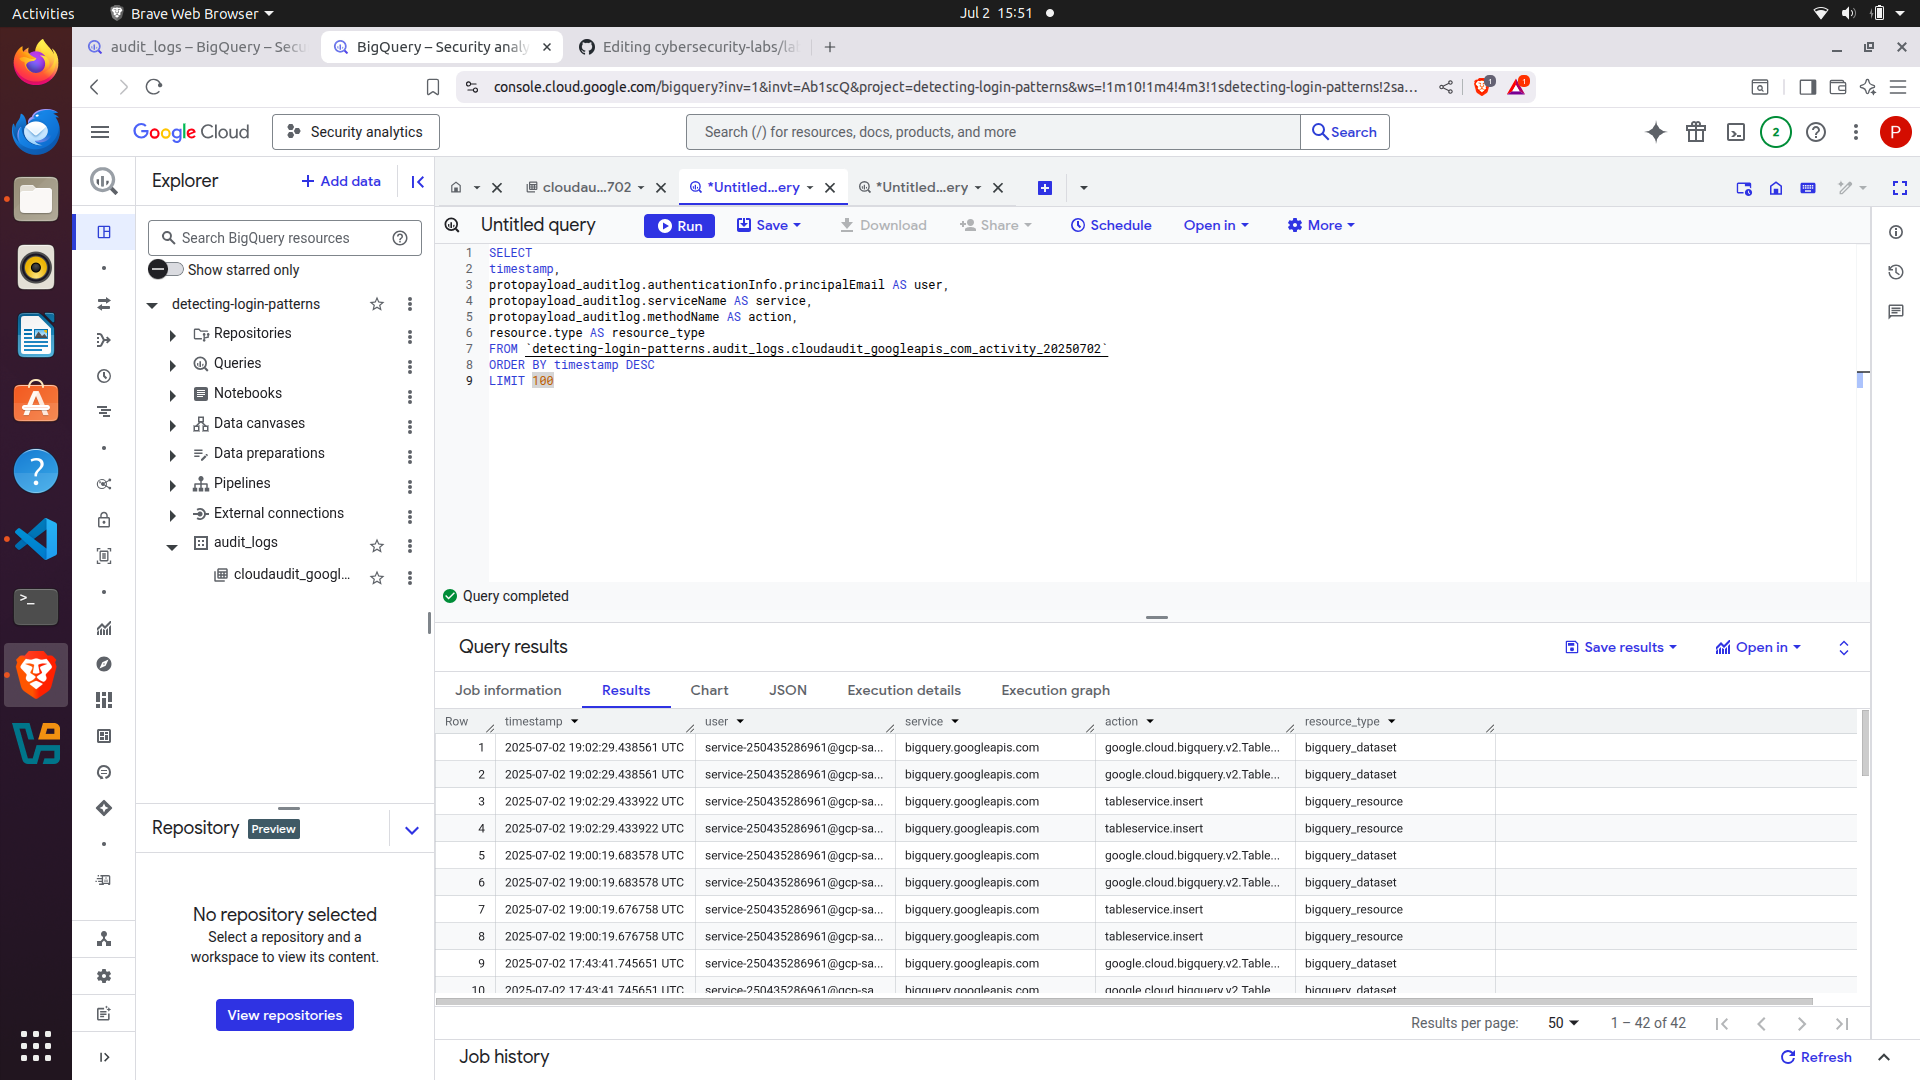 Activities
Brave Web Browser
Jul 2 15:51
audit_logs – BigQuery – Secu
BigQuery – Security analy
Editing cybersecurity-labs/la
console.cloud.google.com/bigquery?inv=1&invt=Ab1scQ&project=detecting-login-patterns&ws=!1m10!1m4!4m3!1sdetecting-login-patterns!2sa...
1
1
Google Cloud
Security analytics
Search (/) for resources, docs, products, and more
Search
2
P
Explorer
Add data
Search BigQuery resources
Show starred only
detecting-login-patterns
Repositories
Queries
Notebooks
Data canvases
Data preparations
Pipelines
External connections
audit_logs
cloudaudit_googl...
Repository Preview
No repository selected
Select a repository and a
workspace to view its content.
View repositories
cloudau...702
*Untitled...ery
*Untitled...ery
Untitled query
Run
Save
Download
Share
Schedule
Open in
More
1 SELECT
2 timestamp,
3 protopayload_auditlog.authenticationInfo.principalEmail AS user,
4 protopayload_auditlog.serviceName AS service,
5 protopayload_auditlog.methodName AS action,
6 resource.type AS resource_type
7 FROM `detecting-login-patterns.audit_logs.cloudaudit_googleapis_com_activity_20250702`
8 ORDER BY timestamp DESC
9 LIMIT 100
Query completed
Query results
Save results
Open in
Job information
Results
Chart
JSON
Execution details
Execution graph
Row timestamp user service action resource_type
1 2025-07-02 19:02:29.438561 UTC service-250435286961@gcp-sa... bigquery.googleapis.com google.cloud.bigquery.v2.Table... bigquery_dataset
2 2025-07-02 19:02:29.438561 UTC service-250435286961@gcp-sa... bigquery.googleapis.com google.cloud.bigquery.v2.Table... bigquery_dataset
3 2025-07-02 19:02:29.433922 UTC service-250435286961@gcp-sa... bigquery.googleapis.com tableservice.insert bigquery_resource
4 2025-07-02 19:02:29.433922 UTC service-250435286961@gcp-sa... bigquery.googleapis.com tableservice.insert bigquery_resource
5 2025-07-02 19:00:19.683578 UTC service-250435286961@gcp-sa... bigquery.googleapis.com google.cloud.bigquery.v2.Table... bigquery_dataset
6 2025-07-02 19:00:19.683578 UTC service-250435286961@gcp-sa... bigquery.googleapis.com google.cloud.bigquery.v2.Table... bigquery_dataset
7 2025-07-02 19:00:19.676758 UTC service-250435286961@gcp-sa... bigquery.googleapis.com tableservice.insert bigquery_resource
8 2025-07-02 19:00:19.676758 UTC service-250435286961@gcp-sa... bigquery.googleapis.com tableservice.insert bigquery_resource
9 2025-07-02 17:43:41.745651 UTC service-250435286961@gcp-sa... bigquery.googleapis.com google.cloud.bigquery.v2.Table... bigquery_dataset
10 2025-07-02 17:43:41.745651 UTC service-250435286961@gcp-sa... bigquery.googleapis.com google.cloud.bigquery.v2.Table... bigquery_dataset
Results per page: 50 1 – 42 of 42
Job history
Refresh